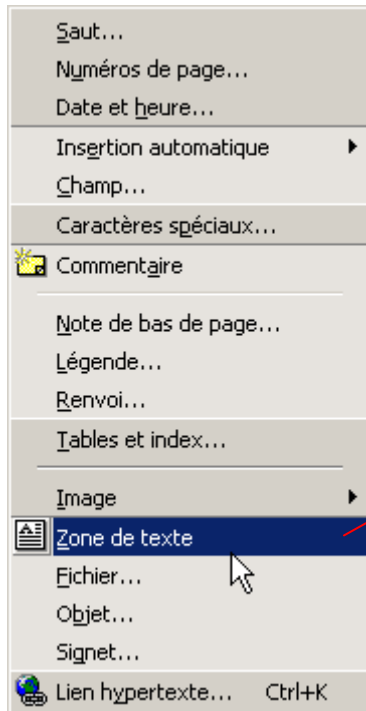 Saut...
Numéros de page...
Date et heure...
Insertion automatique
Champ...
Caractères spéciaux...
Commentaire
Note de bas de page...
Légende...
Renvoi...
Tables et index...
Image
Zone de texte
Fichier...
Objet...
Signet...
Lien hypertexte... Ctrl+K